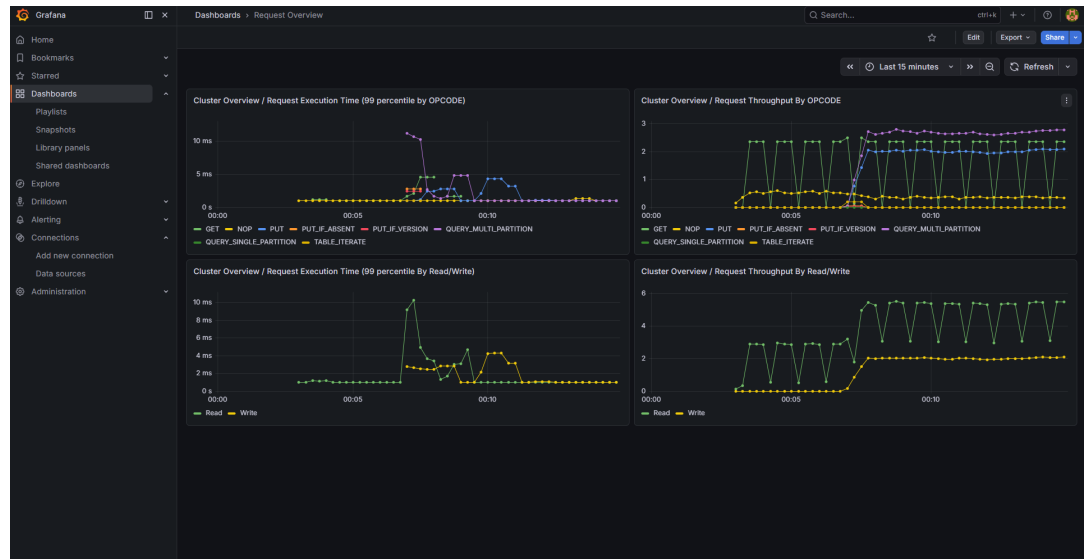 Grafana
Dashboards › Request Overview
Search...
ctrl+k
Home
Bookmarks
Starred
Dashboards
Playlists
Snapshots
Library panels
Shared dashboards
Explore
Drilldown
Alerting
Connections
Add new connection
Data sources
Administration
Edit
Export
Share
Last 15 minutes
Refresh
Cluster Overview / Request Execution Time (99 percentile by OPCODE)
10 ms
5 ms
0 s
00:00 00:05 00:10
GET NOP PUT PUT_IF_ABSENT PUT_IF_VERSION QUERY_MULTI_PARTITION
QUERY_SINGLE_PARTITION TABLE_ITERATE
Cluster Overview / Request Throughput By OPCODE
3
2
1
0
00:00 00:05 00:10
GET NOP PUT PUT_IF_ABSENT PUT_IF_VERSION QUERY_MULTI_PARTITION
QUERY_SINGLE_PARTITION TABLE_ITERATE
Cluster Overview / Request Execution Time (99 percentile By Read/Write)
10 ms
8 ms
6 ms
4 ms
2 ms
0 s
00:00 00:05 00:10
Read Write
Cluster Overview / Request Throughput By Read/Write
6
4
2
0
00:00 00:05 00:10
Read Write